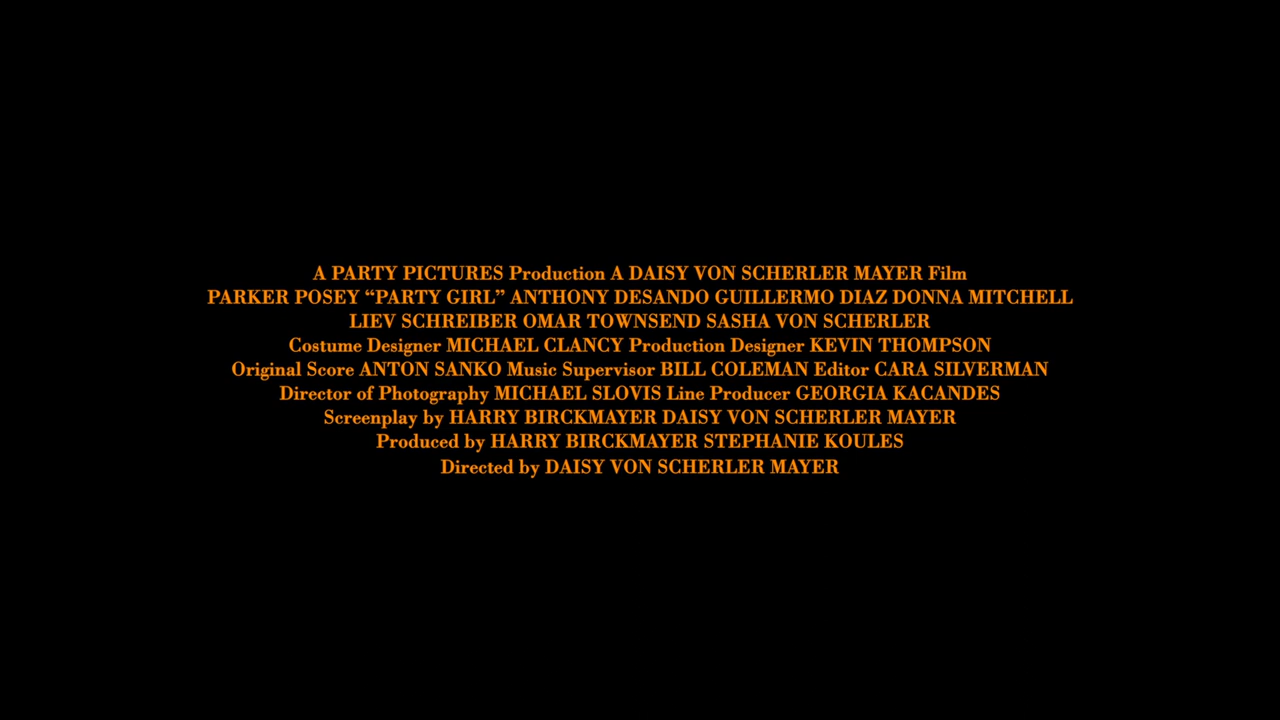 A PARTY PICTURES Production A DAISY VON SCHERLER MAYER Film
PARKER POSEY “PARTY GIRL” ANTHONY DESANDO GUILLERMO DIAZ DONNA MITCHELL
LIEV SCHREIBER OMAR TOWNSEND SASHA VON SCHERLER
Costume Designer MICHAEL CLANCY Production Designer KEVIN THOMPSON
Original Score ANTON SANKO Music Supervisor BILL COLEMAN Editor CARA SILVERMAN
Director of Photography MICHAEL SLOVIS Line Producer GEORGIA KACANDES
Screenplay by HARRY BIRCKMAYER DAISY VON SCHERLER MAYER
Produced by HARRY BIRCKMAYER STEPHANIE KOULES
Directed by DAISY VON SCHERLER MAYER